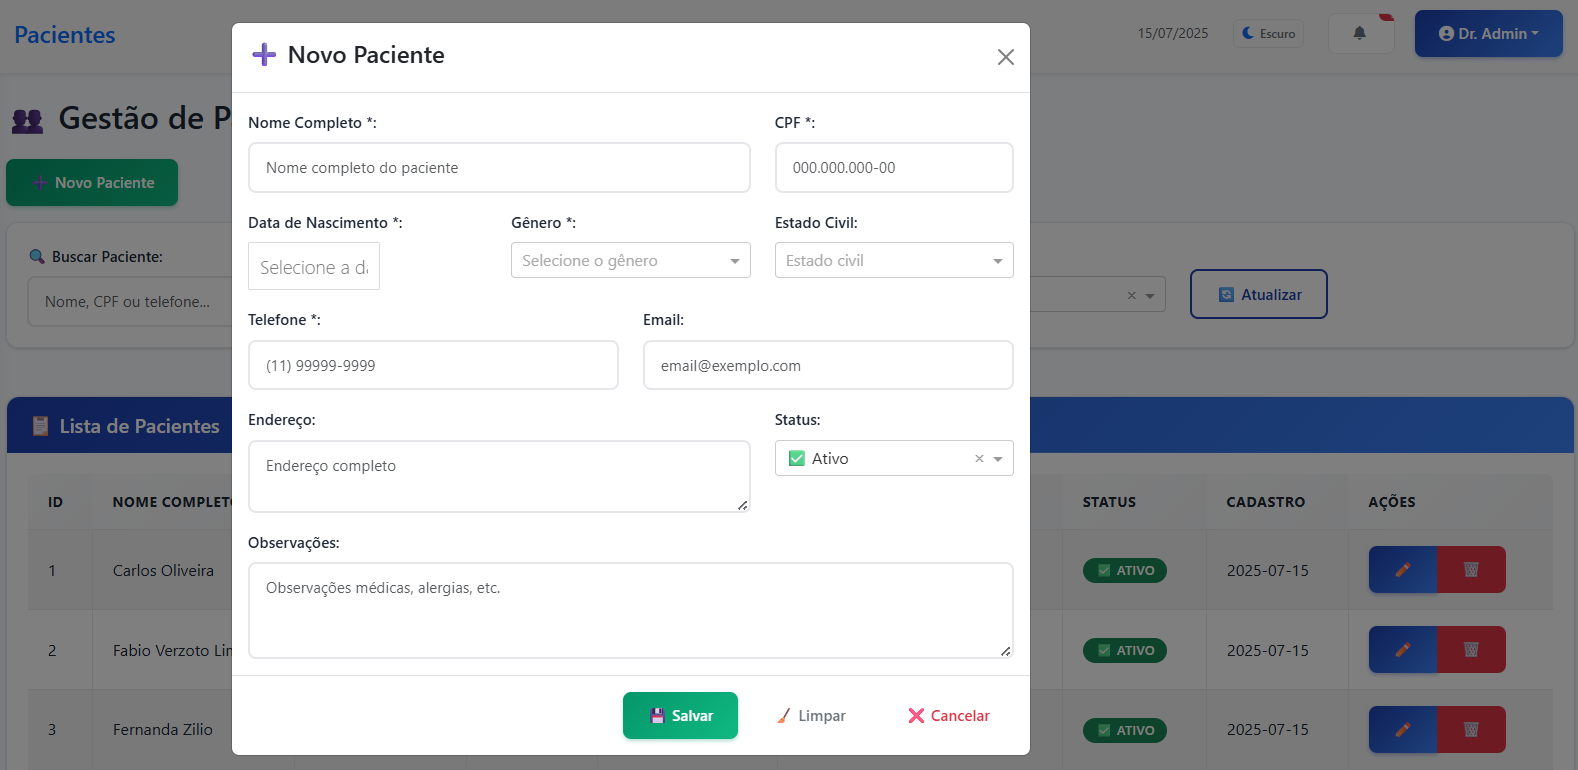 Pacientes
15/07/2025
Escuro
Dr. Admin
Gestão de P
Novo Paciente
Buscar Paciente:
Nome, CPF ou telefone...
Atualizar
Lista de Pacientes
ID
NOME COMPLETO
STATUS
CADASTRO
AÇÕES
1
Carlos Oliveira
ATIVO
2025-07-15
2
Fabio Verzoto
ATIVO
2025-07-15
3
Fernanda Zilio
ATIVO
2025-07-15
Novo Paciente
Nome Completo *:
CPF *:
Nome completo do paciente
000.000.000-00
Data de Nascimento *:
Gênero *:
Estado Civil:
Selecione a da
Selecione o gênero
Estado civil
Telefone *:
Email:
(11) 99999-9999
email@exemplo.com
Endereço:
Status:
Endereço completo
Ativo
Observações:
Observações médicas, alergias, etc.
Salvar
Limpar
Cancelar